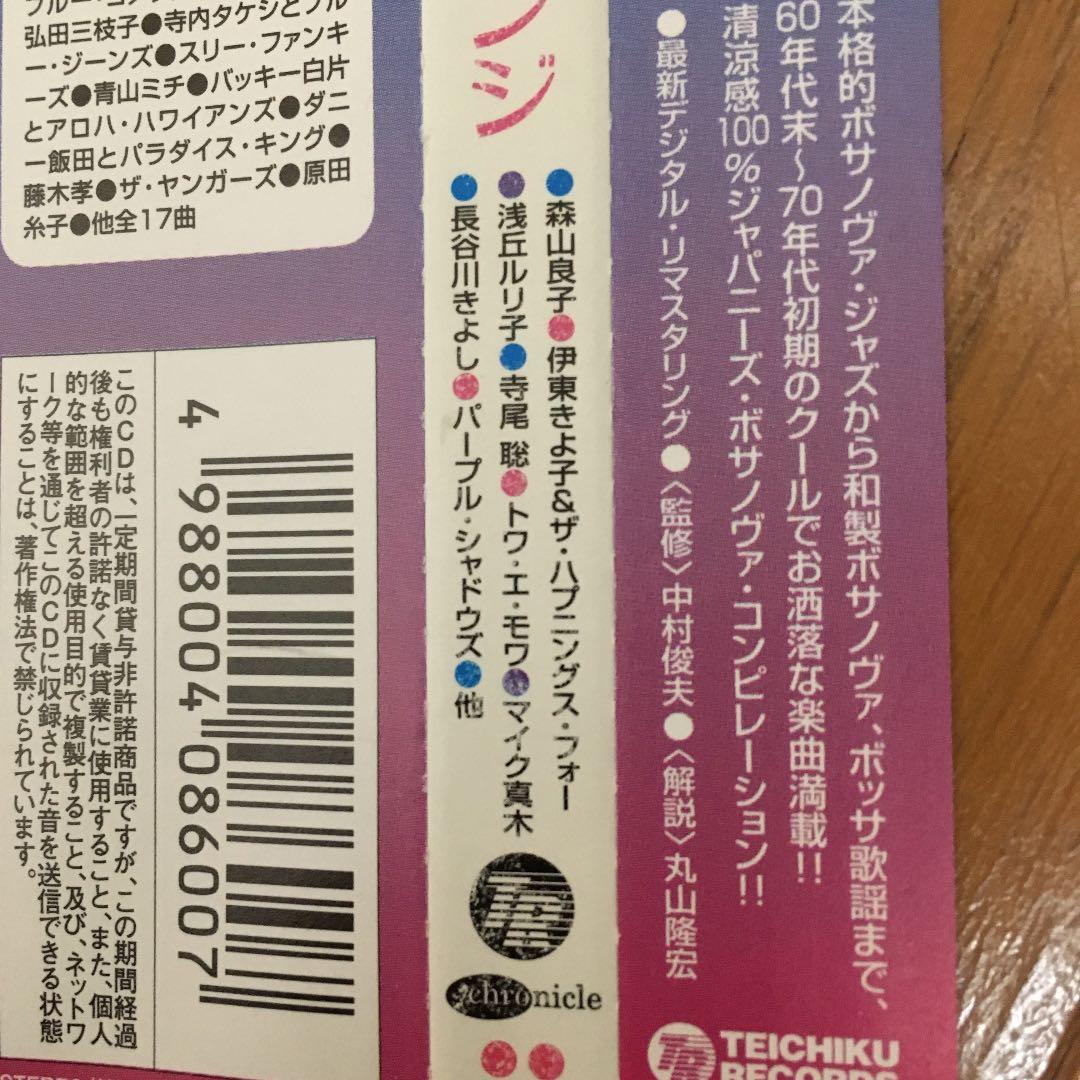 本格的ボサノヴァ・ジャズから和製ボサノヴァ、ボッサ歌謡まで、
60年代末～70年代初期のクールでお洒落な楽曲満載!!
清涼感100%ジャパニーズ・ボサノヴァ・コンピレーション!!
●最新デジタル・リマスタリング●〈監修〉中村俊夫●〈解説〉丸山隆宏
TEICHIKU
RECORDS
ンジ
●森山良子●伊東きよ子&ザ・ハプニングス・フォー
●浅丘ルリ子●寺尾 聡●トワ・エ・モワ●マイク真木
●長谷川きよし●パープル・シャドウズ●他
chronicle
弘田三枝子●寺内タケシとブル
ー・ジーンズ●スリー・ファンキ
ーズ●青山ミチ●バッキー白片
とアロハ・ハワイアンズ●ダニ
ー飯田とパラダイス・キング●
藤木孝●ザ・ヤンガーズ●原田
糸子●他全17曲
4 988004 086007
このCDは、一定期間貸与非許諾商品ですが、この期間経過
後も権利者の許諾なく賃貸業に使用すること、また、個人
的な範囲を超える使用目的で複製すること、及び、ネットワ
ーク等を通じてこのCDに収録された音を送信できる状態
にすることは、著作権法で禁じられています。